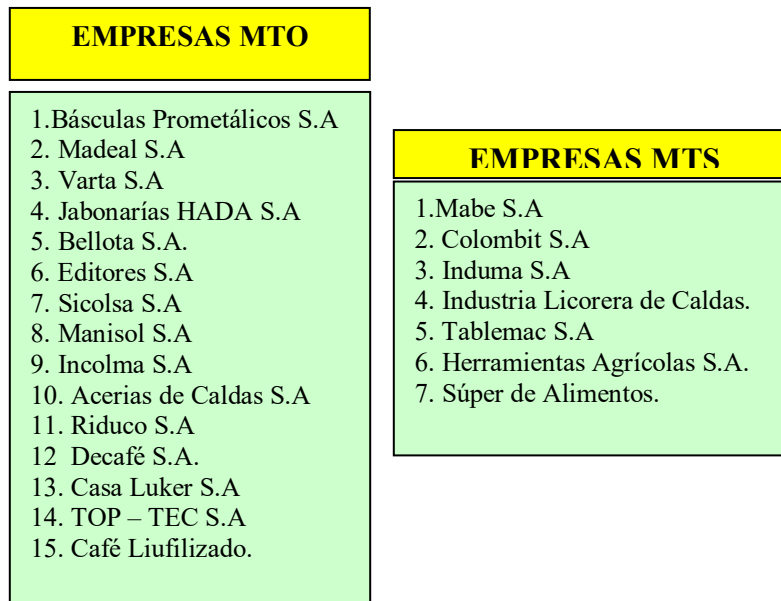 EMPRESAS MTO
1.Básculas Prometálicos S.A
2. Madeal S.A
3. Varta S.A
4. Jabonarías HADA S.A
5. Bellota S.A.
6. Editores S.A
7. Sicolsa S.A
8. Manisol S.A
9. Incolma S.A
10. Acerias de Caldas S.A
11. Riduco S.A
12 Decafé S.A.
13. Casa Luker S.A
14. TOP – TEC S.A
15. Café Liufilizado.
EMPRESAS MTS
1.Mabe S.A
2. Colombit S.A
3. Induma S.A
4. Industria Licorera de Caldas.
5. Tablemac S.A
6. Herramientas Agrícolas S.A.
7. Súper de Alimentos.